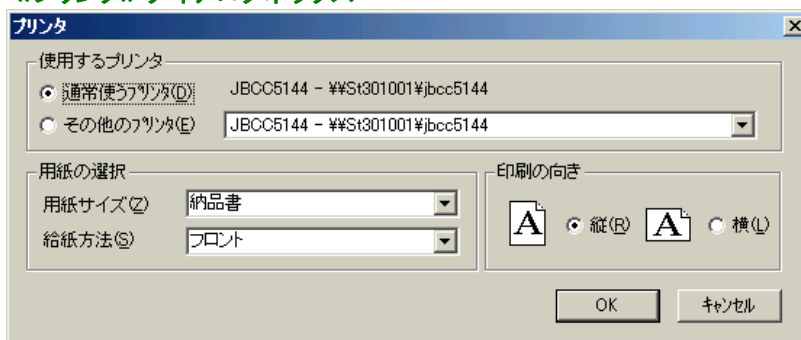 プリンタ
使用するプリンタ
通常使うプリンタ(D) JBCC5144 - ¥¥St301001¥jbcc5144
その他のプリンタ(E) JBCC5144 - ¥¥St301001¥jbcc5144
用紙の選択
用紙サイズ(Z) 納品書
給紙方法(S) フロント
印刷の向き
A 縦(R) A 横(L)
OK キャンセル